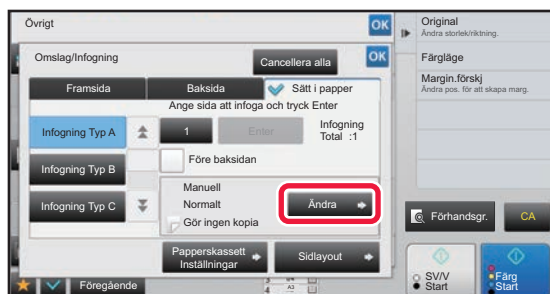 Övrigt
OK
Omslag/Infogning
Cancellera alla
OK
Framsida
Baksida
Sätt i papper
Ange sida att infoga och tryck Enter
Infogning Typ A
1
Enter
Infogning
Total :1
Infogning Typ B
Före baksidan
Infogning Typ C
Manuell
Normalt
Gör ingen kopia
Ändra
Papperskassett
Inställningar
Sidlayout
Föregående
A3
4
Original
Ändra storlek/riktning.
Färgläge
Margin.förskj
Ändra pos. för att skapa marg.
Förhandsgr.
CA
SV/V
Start
Färg
Start